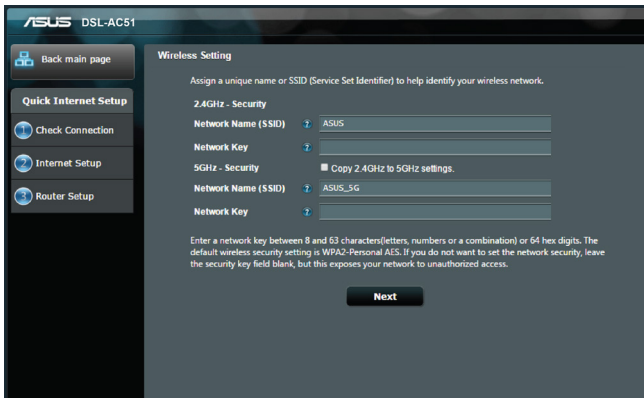 ASUS DSL-AC51
Back main page
Quick Internet Setup
1 Check Connection
2 Internet Setup
3 Router Setup
Wireless Setting
Assign a unique name or SSID (Service Set Identifier) to help identify your wireless network.
2.4GHz - Security
Network Name (SSID) ? ASUS
Network Key ?
5GHz - Security Copy 2.4GHz to 5GHz settings.
Network Name (SSID) ? ASUS_5G
Network Key ?
Enter a network key between 8 and 63 characters(letters, numbers or a combination) or 64 hex digits. The
default wireless security setting is WPA2-Personal AES. If you do not want to set the network security, leave
the security key field blank, but this exposes your network to unauthorized access.
Next